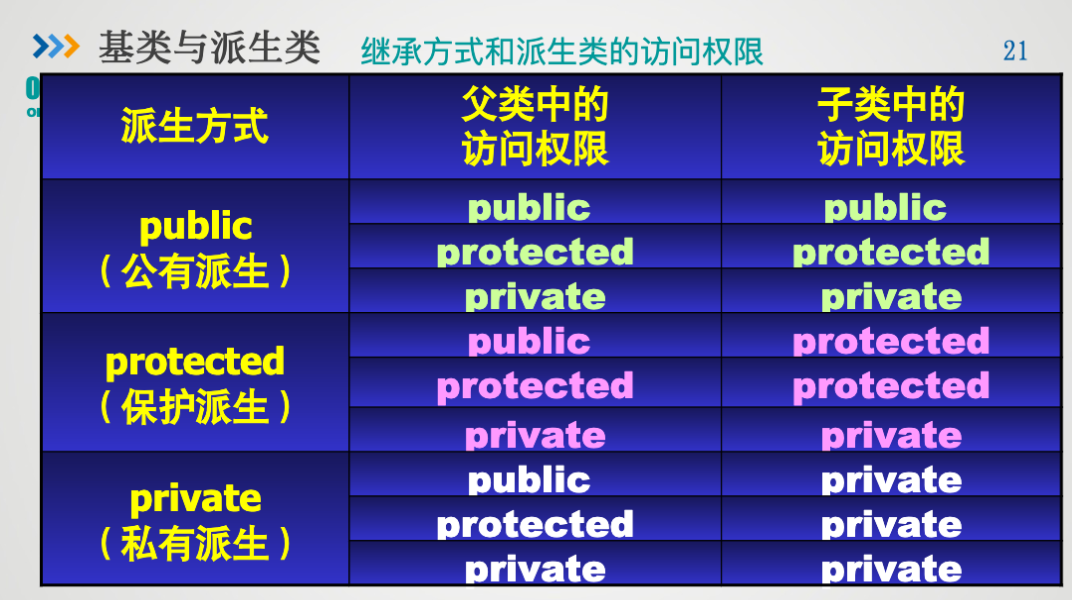 基类与派生类
继承方式和派生类的访问权限
21
派生方式
父类中的
访问权限
子类中的
访问权限
public
（公有派生）
public
public
protected
protected
private
private
protected
（保护派生）
public
protected
protected
protected
private
private
private
（私有派生）
public
private
protected
private
private
private